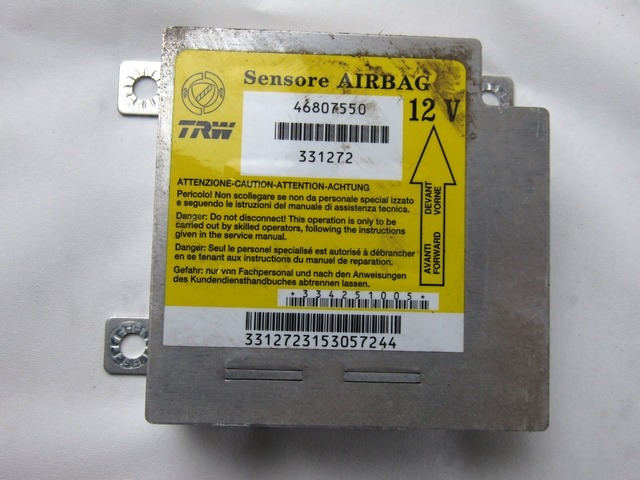 Sensore AIRBAG
46807550
12 V
TRW
331272
ATTENZIONE-CAUTION-ATTENTION-ACHTUNG
Pericolo! Non scollegare se non da personale special izzato
e seguendo le istruzioni del manuale di assistenza tecnica.
Danger: Do not disconnect! This operation is only to be
carried out by skilled operators, following the instructions
given in the service manual.
Danger: Seul le personel spécialisé est autorisé à débrancher
en se tenant aux instructions du manuel de reparation.
Gefahr: nur von Fachpersonal und nach den Anweisungen
des Kundendiensthandbuches abtrennen lassen.
AVANTI DEVANT
FORWARD VORNE
*334251005*
3312723153057244